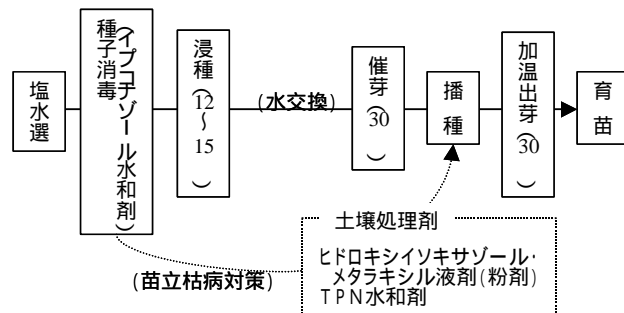 塩水選
種子消毒
(イプコナゾール水和剤)
浸種(12～15 )
(水交換)
催芽(30 )
播種
加温出芽(30 )
育苗
土壌処理剤
ヒドロキシイソキサゾール・
メタラキシル液剤(粉剤)
TPN水和剤
(苗立枯病対策)